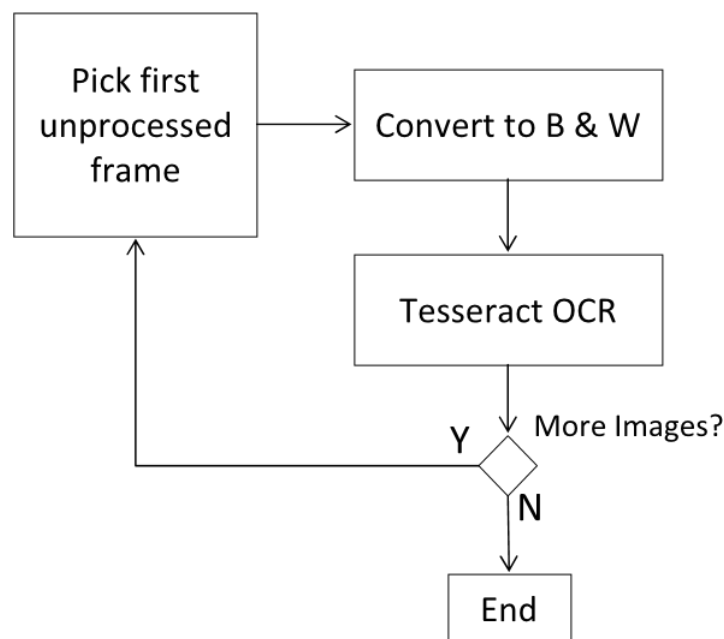 Pick first
unprocessed
frame
Convert to B & W
Tesseract OCR
More Images?
Y
N
End